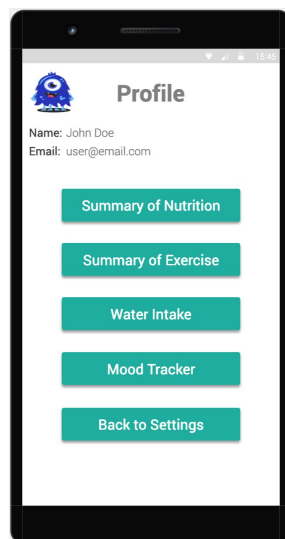 15:45
Profile
Name: John Doe
Email: user@email.com
Summary of Nutrition
Summary of Exercise
Water Intake
Mood Tracker
Back to Settings